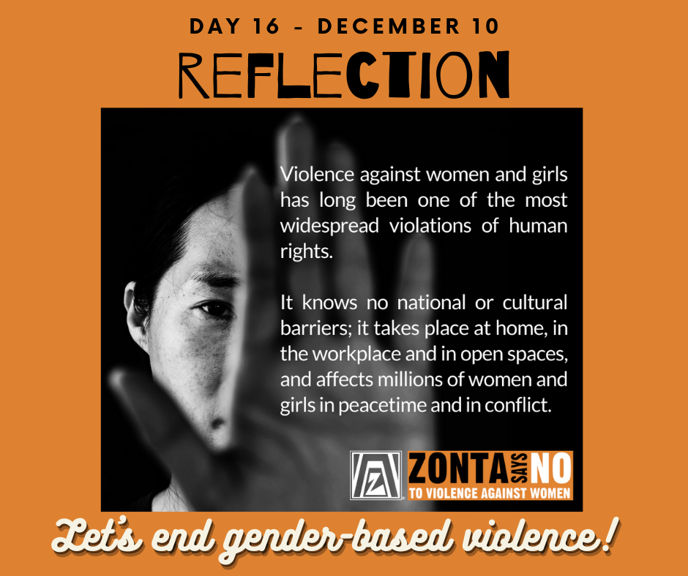 DAY 16 - DECEMBER 10
REFLECTION
Violence against women and girls
has long been one of the most
widespread violations of human
rights.
It knows no national or cultural
barriers; it takes place at home, in
the workplace and in open spaces,
and affects millions of women and
girls in peacetime and in conflict.
ZONTA SAYS NO
TO VIOLENCE AGAINST WOMEN
Let's end gender-based violence!